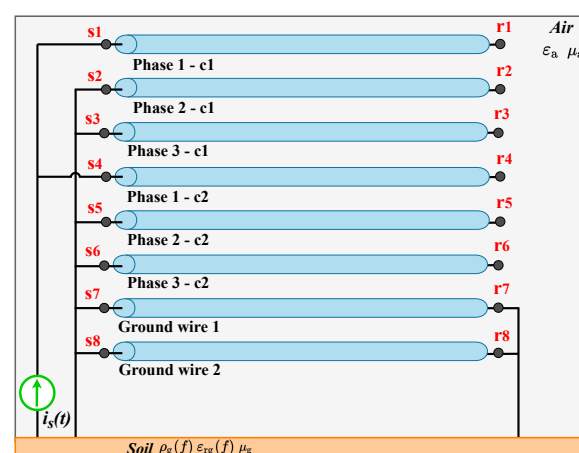 s1 r1 Air
εa μa
Phase 1 - c1
s2 r2
Phase 2 - c1
s3 r3
Phase 3 - c1
s4 r4
Phase 1 - c2
s5 r5
Phase 2 - c2
s6 r6
Phase 3 - c2
s7 r7
Ground wire 1
s8 r8
Ground wire 2
is(t)
Soil ρg(f) εrg(f) μg